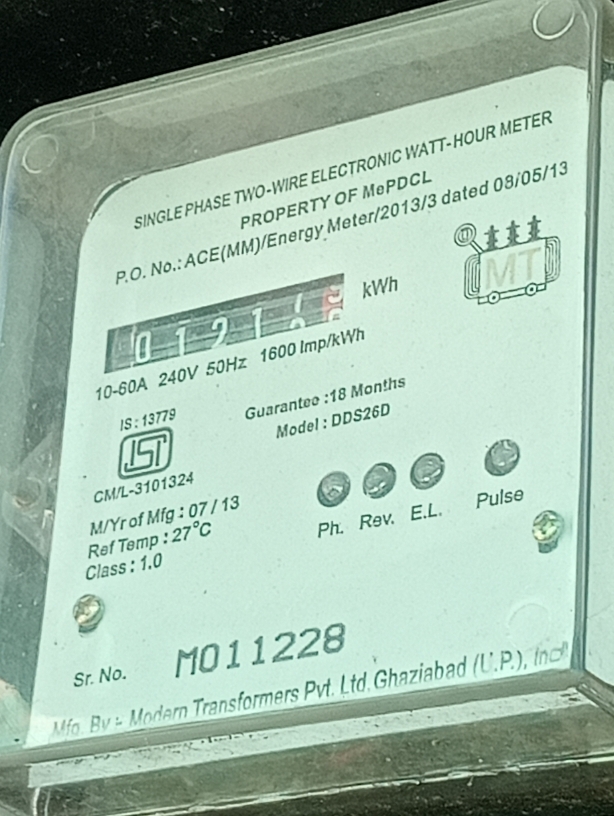 SINGLE PHASE TWO-WIRE ELECTRONIC WATT-HOUR METER
PROPERTY OF MePDCL
P.O. No.: ACE(MM)/Energy Meter/2013/3 dated 08/05/13
MT
0121 kWh
10-60A 240V 50Hz 1600 Imp/kWh
IS : 13779
Guarantee :18 Months
Model : DDS26D
ISI
CM/L-3101324
M/Yr of Mfg : 07 / 13
Ref Temp : 27°C
Class : 1.0
Ph. Rev. E.L. Pulse
Sr. No. M011228
Mfg. By :- Modern Transformers Pvt. Ltd. Ghaziabad (U.P.),